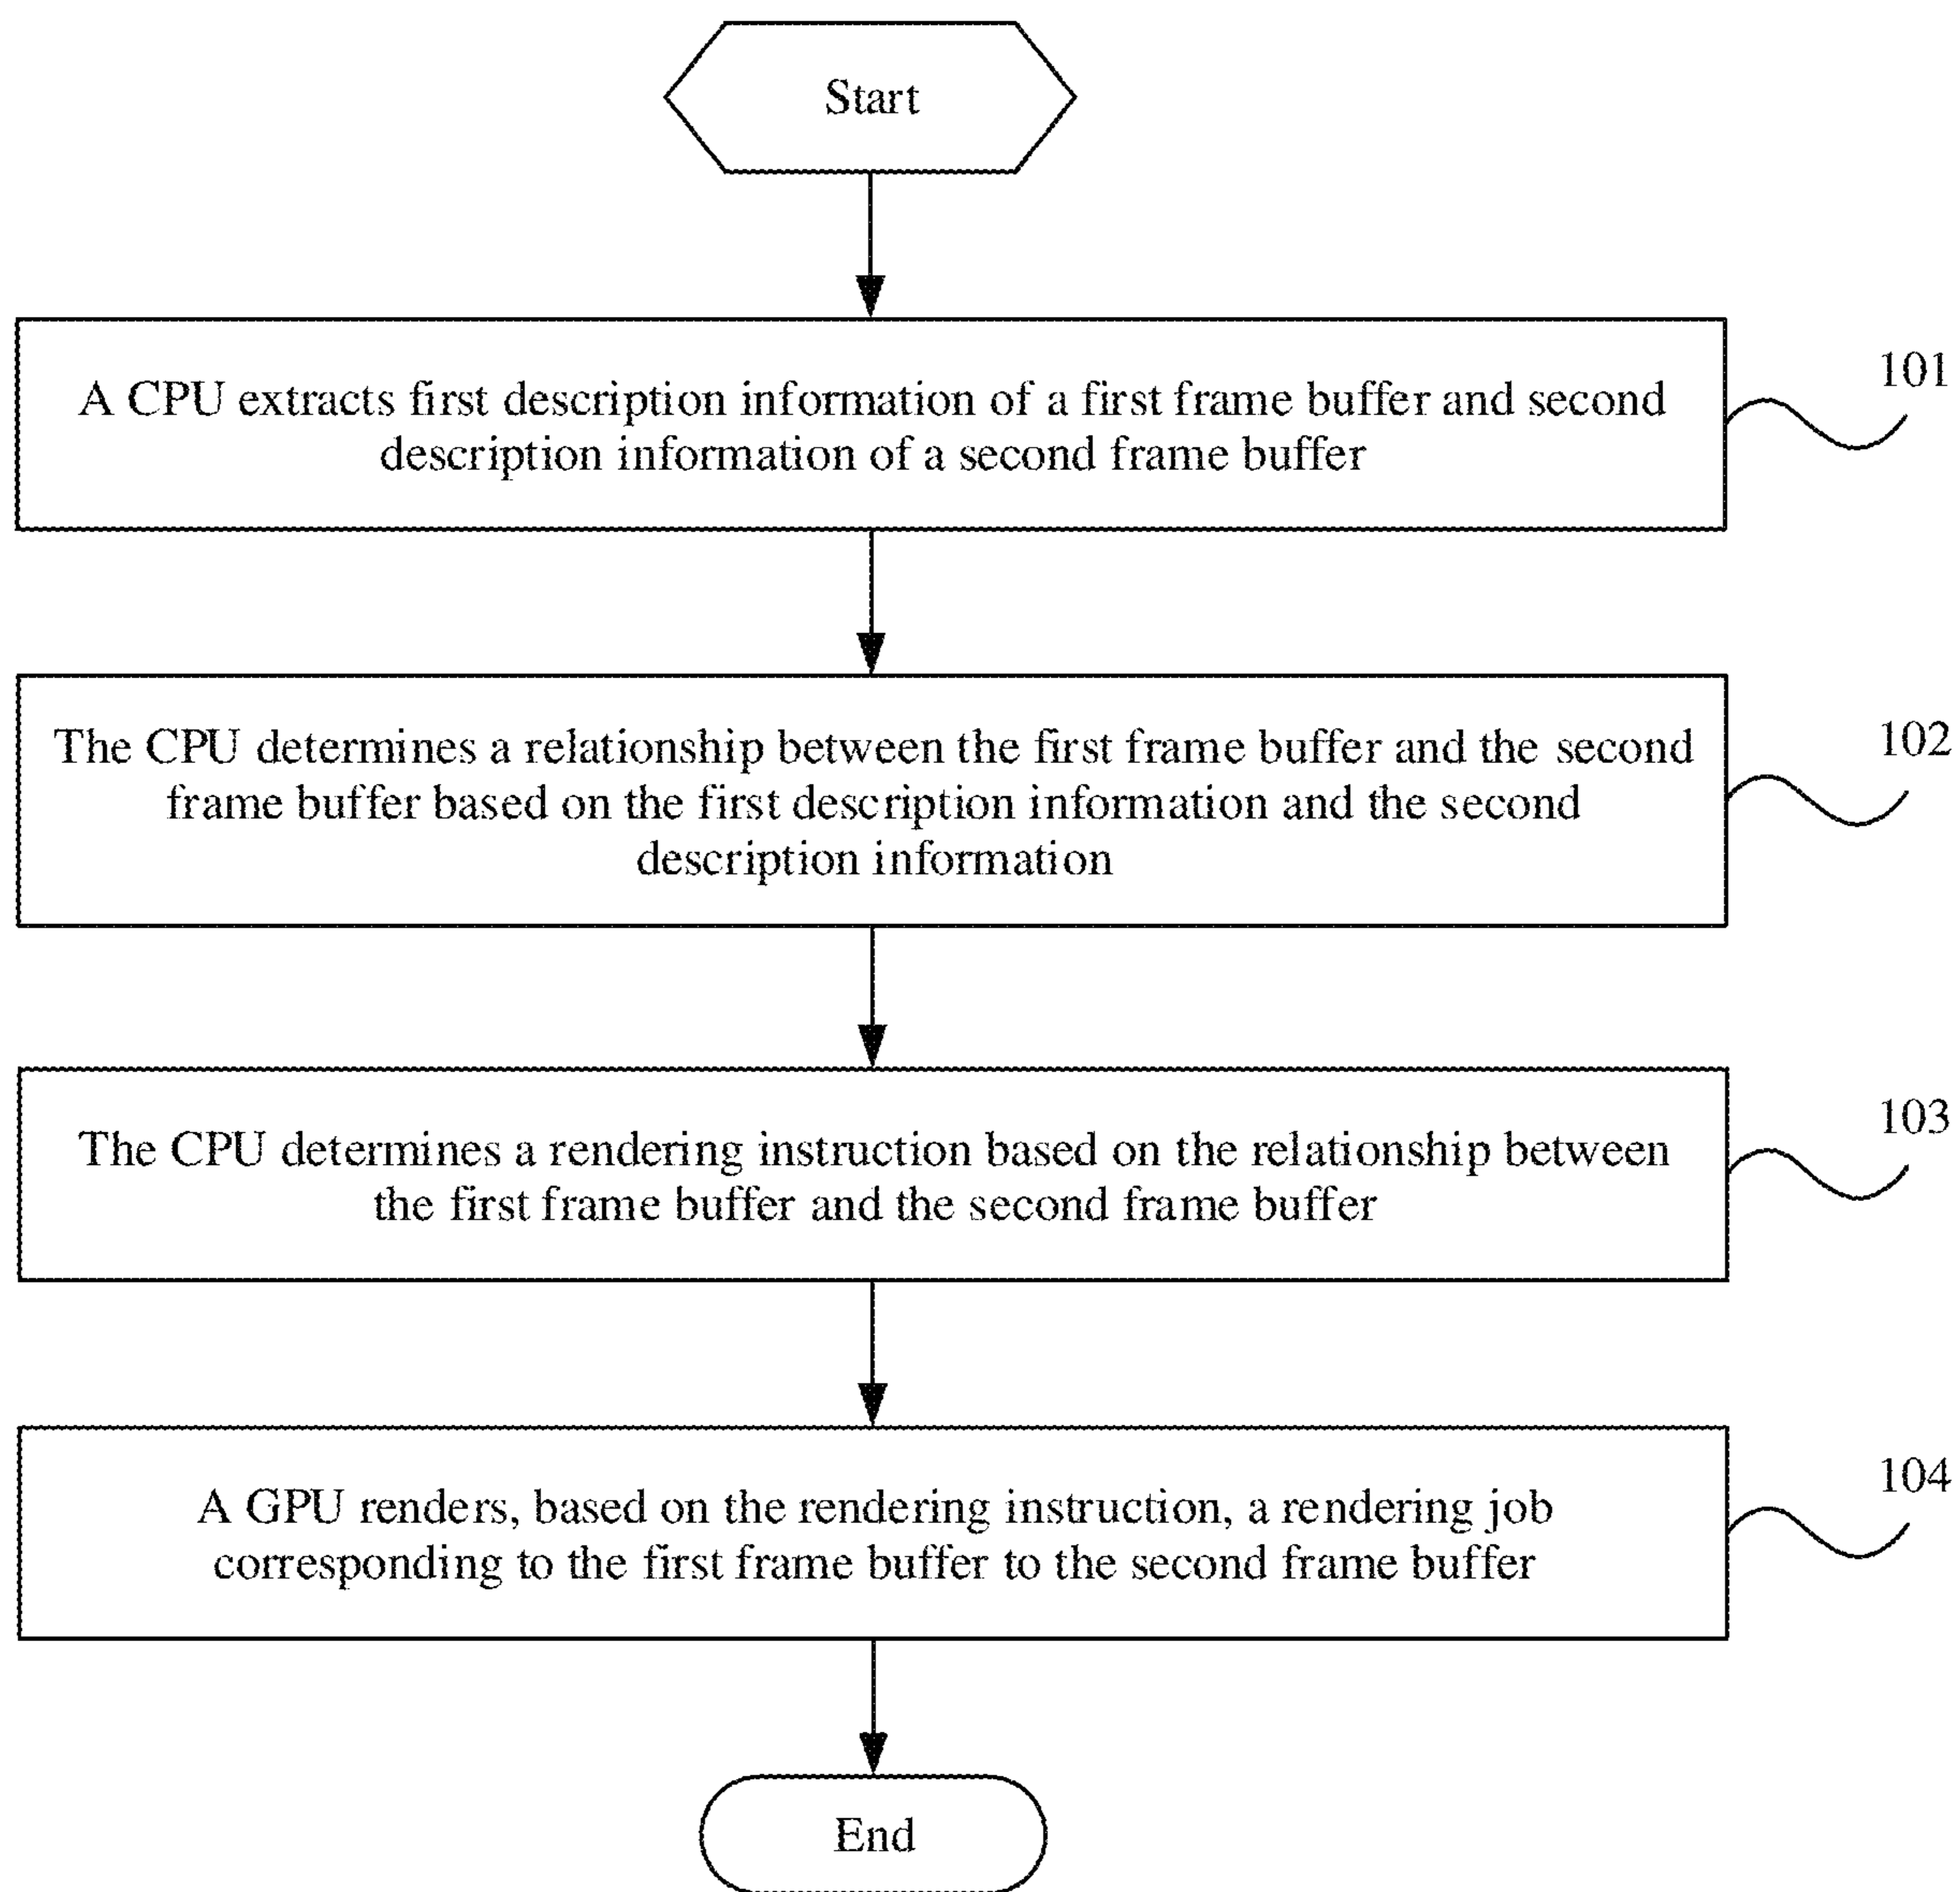 Start
A CPU extracts first description information of a first frame buffer and second
description information of a second frame buffer
101
The CPU determines a relationship between the first frame buffer and the second
frame buffer based on the first description information and the second
description information
102
The CPU determines a rendering instruction based on the relationship between
the first frame buffer and the second frame buffer
103
A GPU renders, based on the rendering instruction, a rendering job
corresponding to the first frame buffer to the second frame buffer
104
End